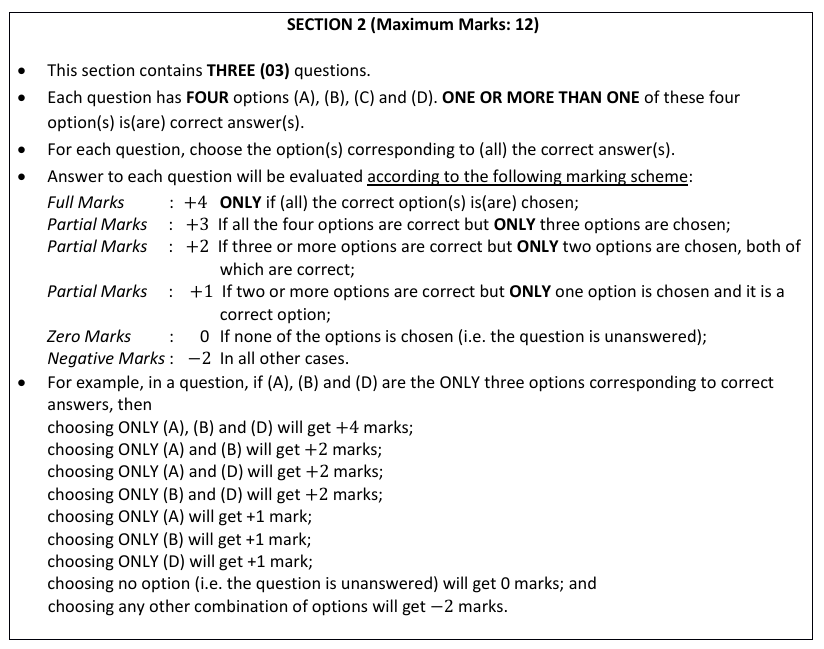 SECTION 2 (Maximum Marks: 12)
• This section contains THREE (03) questions.
• Each question has FOUR options (A), (B), (C) and (D). ONE OR MORE THAN ONE of these four
option(s) is(are) correct answer(s).
• For each question, choose the option(s) corresponding to (all) the correct answer(s).
• Answer to each question will be evaluated according to the following marking scheme:
Full Marks : +4 ONLY if (all) the correct option(s) is(are) chosen;
Partial Marks : +3 If all the four options are correct but ONLY three options are chosen;
Partial Marks : +2 If three or more options are correct but ONLY two options are chosen, both of
which are correct;
Partial Marks : +1 If two or more options are correct but ONLY one option is chosen and it is a
correct option;
Zero Marks : 0 If none of the options is chosen (i.e. the question is unanswered);
Negative Marks : −2 In all other cases.
• For example, in a question, if (A), (B) and (D) are the ONLY three options corresponding to correct
answers, then
choosing ONLY (A), (B) and (D) will get +4 marks;
choosing ONLY (A) and (B) will get +2 marks;
choosing ONLY (A) and (D) will get +2 marks;
choosing ONLY (B) and (D) will get +2 marks;
choosing ONLY (A) will get +1 mark;
choosing ONLY (B) will get +1 mark;
choosing ONLY (D) will get +1 mark;
choosing no option (i.e. the question is unanswered) will get 0 marks; and
choosing any other combination of options will get −2 marks.